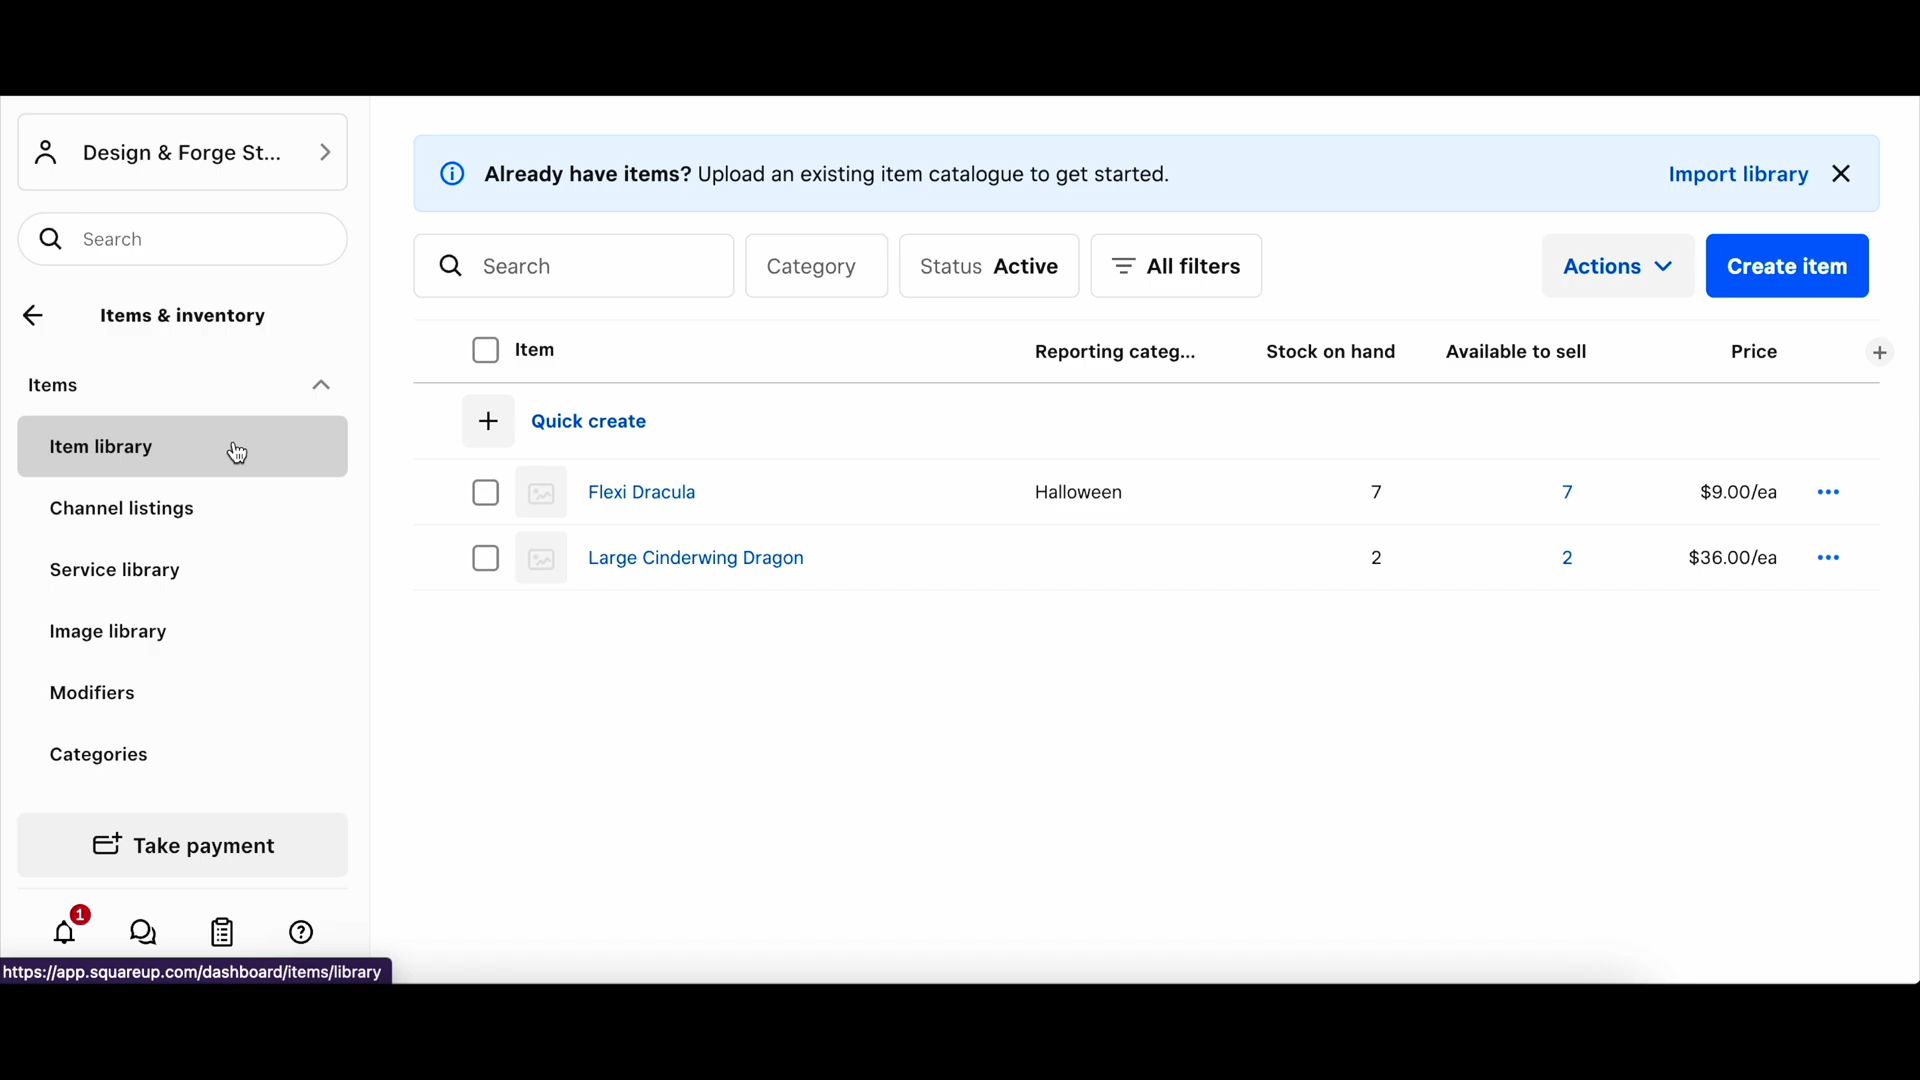 Design & Forge St...
Search
Items & inventory
Items
Item library
Channel listings
Service library
Image library
Modifiers
Categories
Take payment
1
https://app.squareup.com/dashboard/items/library
Already have items? Upload an existing item catalogue to get started.
Import library
Search
Category
Status Active
All filters
Actions
Create item
Item Reporting categ... Stock on hand Available to sell Price
Quick create
Flexi Dracula Halloween 7 7 $9.00/ea
Large Cinderwing Dragon 2 2 $36.00/ea